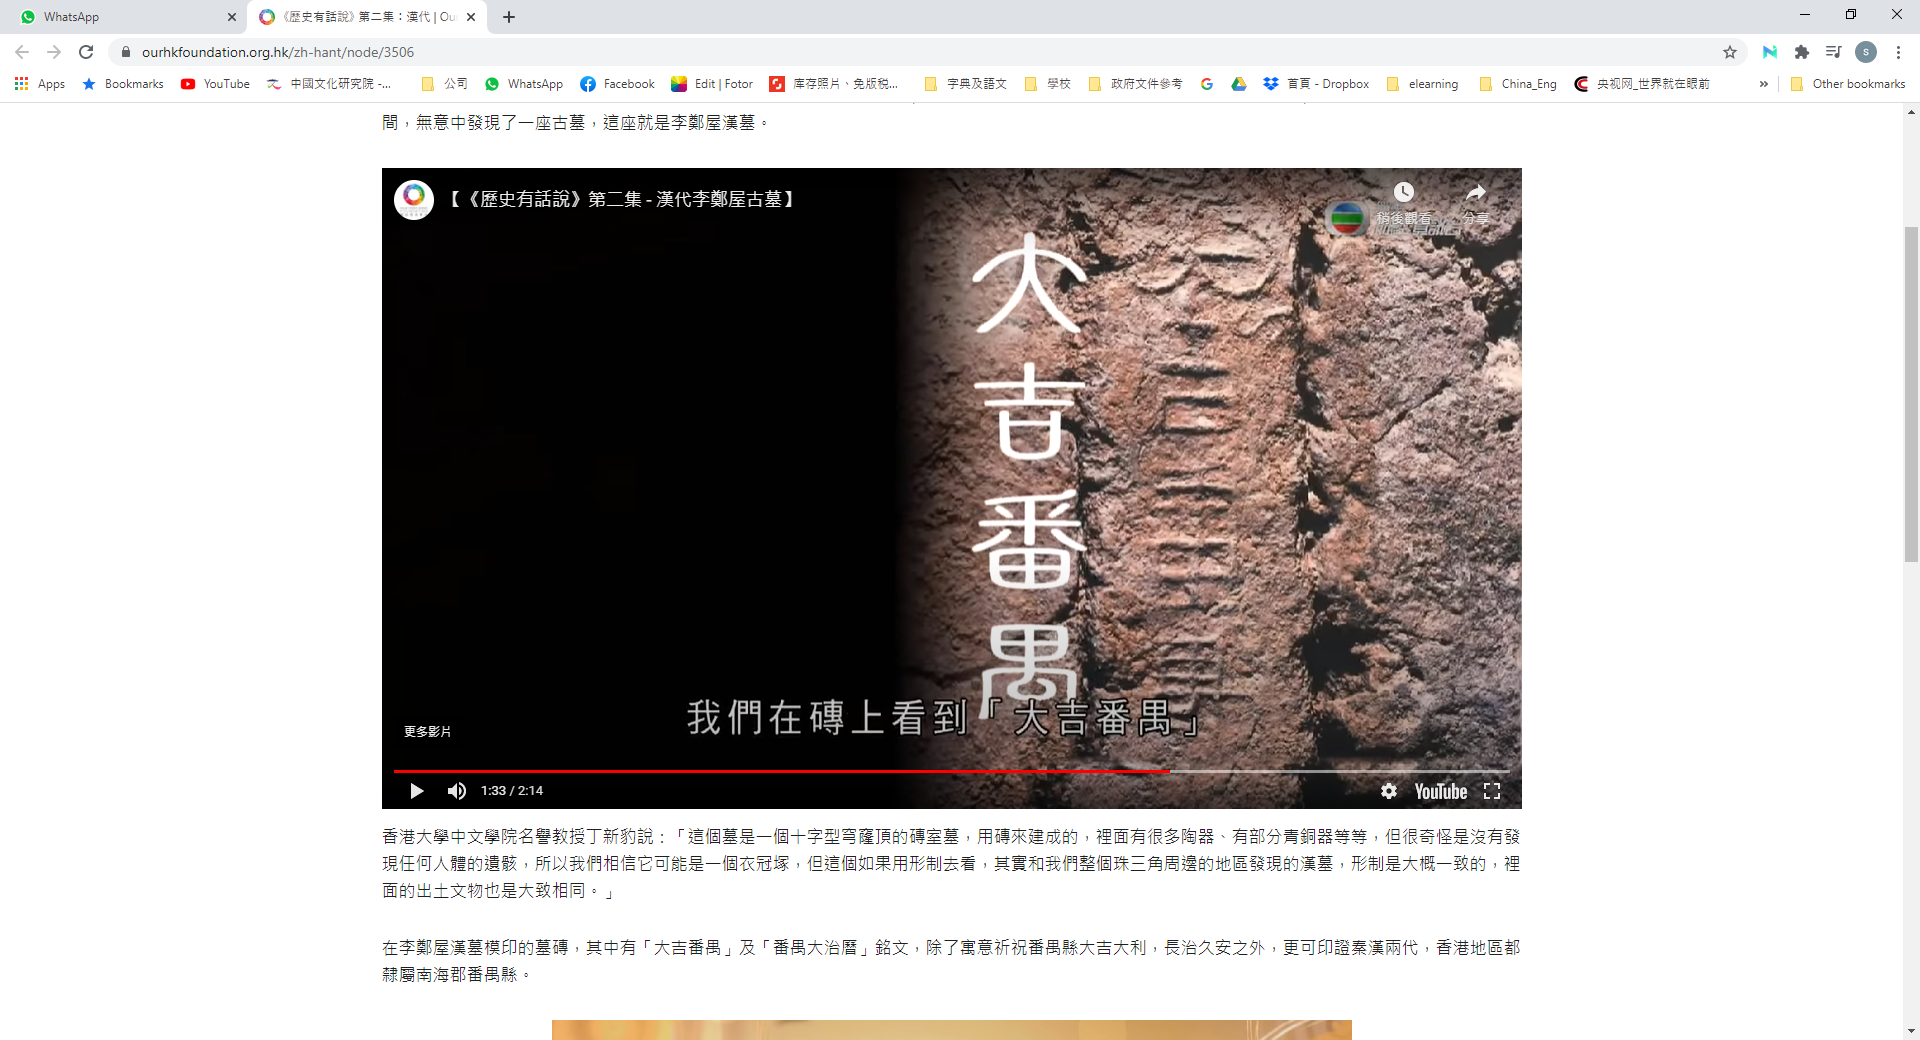 WhatsApp
《歷史有話說》第二集：漢代 | Ou
ourhkfoundation.org.hk/zh-hant/node/3506
S
Apps
Bookmarks
YouTube
中國文化研究院 -...
公司
WhatsApp
Facebook
Edit | Fotor
库存照片、免版税...
字典及語文
學校
政府文件參考
首頁 - Dropbox
elearning
China_Eng
央视网_世界就在眼前
»
Other bookmarks
間，無意中發現了一座古墓，這座就是李鄭屋漢墓。
【《歷史有話說》第二集 - 漢代李鄭屋古墓】
稍後觀看
分享
大吉番禺
我們在磚上看到「大吉番禺」
更多影片
1:33 / 2:14
YouTube
香港大學中文學院名譽教授丁新豹說：「這個墓是一個十字型穹窿頂的磚室墓，用磚來建成的，裡面有很多陶器、有部分青銅器等等，但很奇怪是沒有發
現任何人體的遺骸，所以我們相信它可能是一個衣冠塚，但這個如果用形制去看，其實和我們整個珠三角周邊的地區發現的漢墓，形制是大概一致的，裡
面的出土文物也是大致相同。」
在李鄭屋漢墓模印的墓磚，其中有「大吉番禺」及「番禺大治曆」銘文，除了寓意祈祝番禺縣大吉大利，長治久安之外，更可印證秦漢兩代，香港地區都
隸屬南海郡番禺縣。